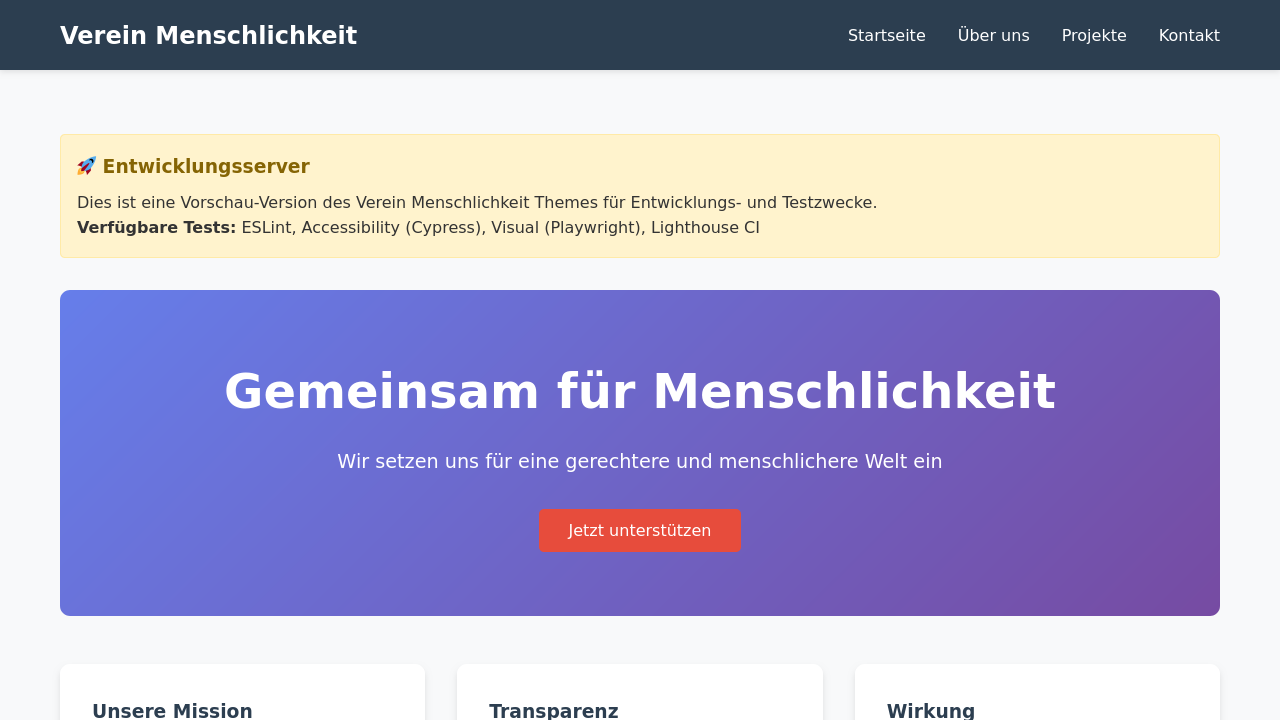 Verein Menschlichkeit
Startseite Über uns Projekte Kontakt
🚀 Entwicklungsserver
Dies ist eine Vorschau-Version des Verein Menschlichkeit Themes für Entwicklungs- und Testzwecke.
Verfügbare Tests: ESLint, Accessibility (Cypress), Visual (Playwright), Lighthouse CI
Gemeinsam für Menschlichkeit
Wir setzen uns für eine gerechtere und menschlichere Welt ein
Jetzt unterstützen
Unsere Mission
Transparenz
Wirkung